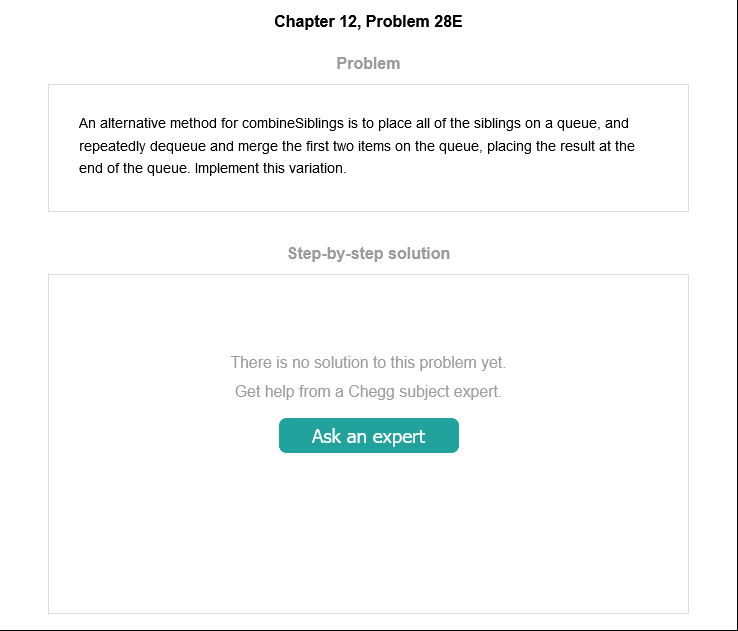 Chapter 12, Problem 28E
Problem
An alternative method for combineSiblings is to place all of the siblings on a queue, and
repeatedly dequeue and merge the first two items on the queue, placing the result at the
end of the queue. Implement this variation.
Step-by-step solution
There is no solution to this problem yet.
Get help from a Chegg subject expert.
Ask an expert